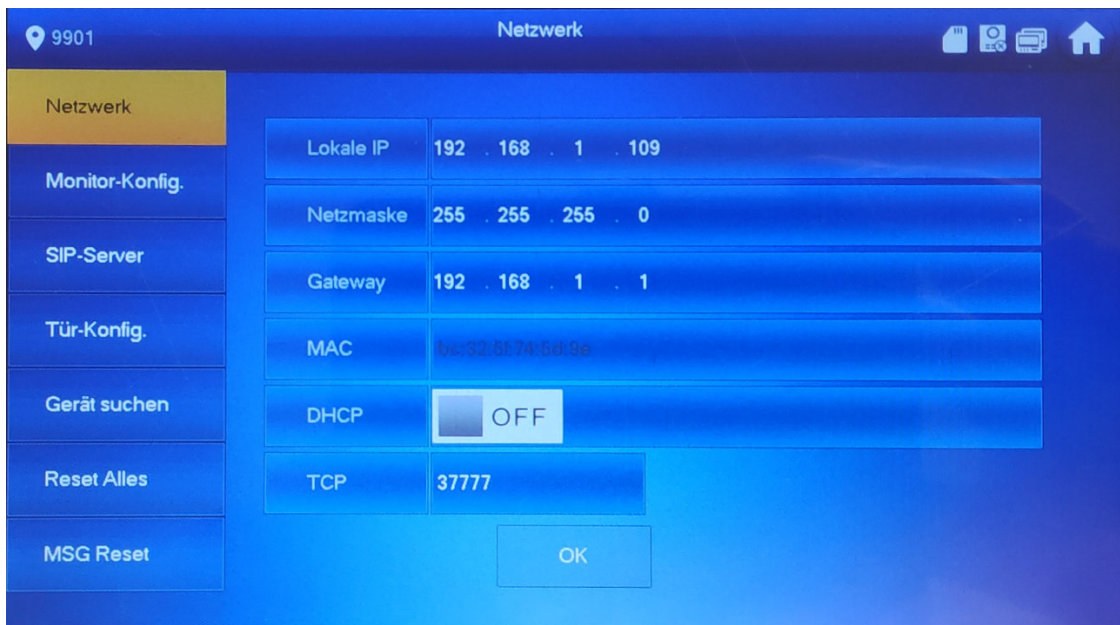 9901
Netzwerk
Netzwerk
Monitor-Konfig.
SIP-Server
Tür-Konfig.
Gerät suchen
Reset Alles
MSG Reset
Lokale IP 192 . 168 . 1 . 109
Netzmaske 255 . 255 . 255 . 0
Gateway 192 . 168 . 1 . 1
MAC
DHCP OFF
TCP 37777
OK